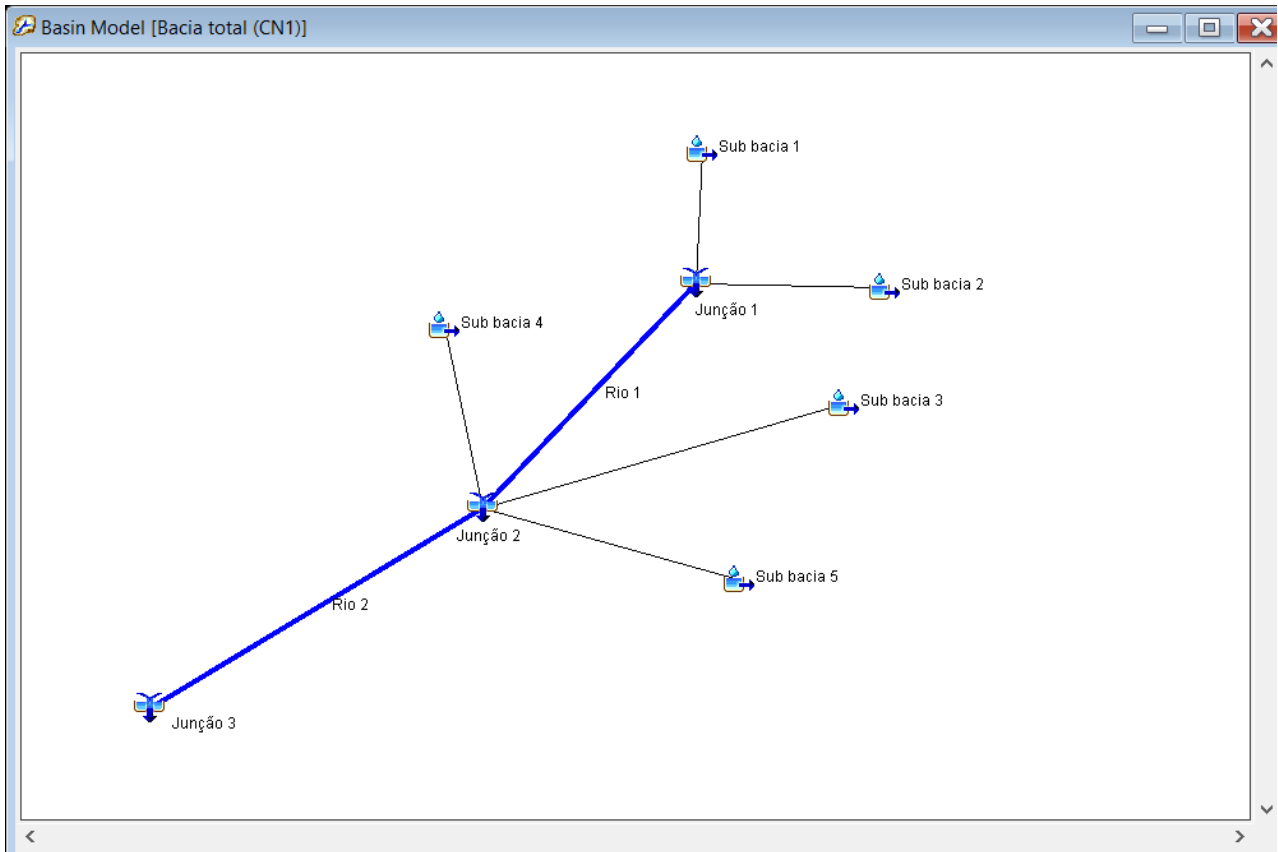 Basin Model [Bacia total (CN1)]
Sub bacia 1
Sub bacia 2
Junção 1
Sub bacia 4
Rio 1
Sub bacia 3
Junção 2
Sub bacia 5
Rio 2
Junção 3